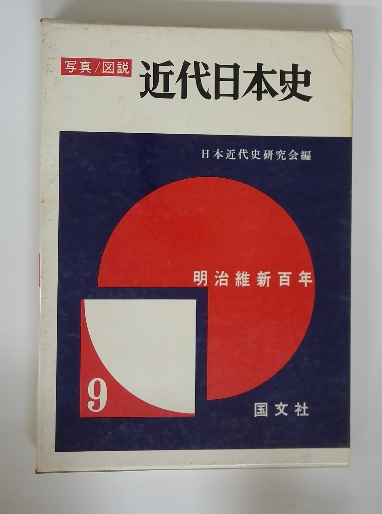 写真/図説 近代日本史
日本近代史研究会編
明治維新百年
9
国文社